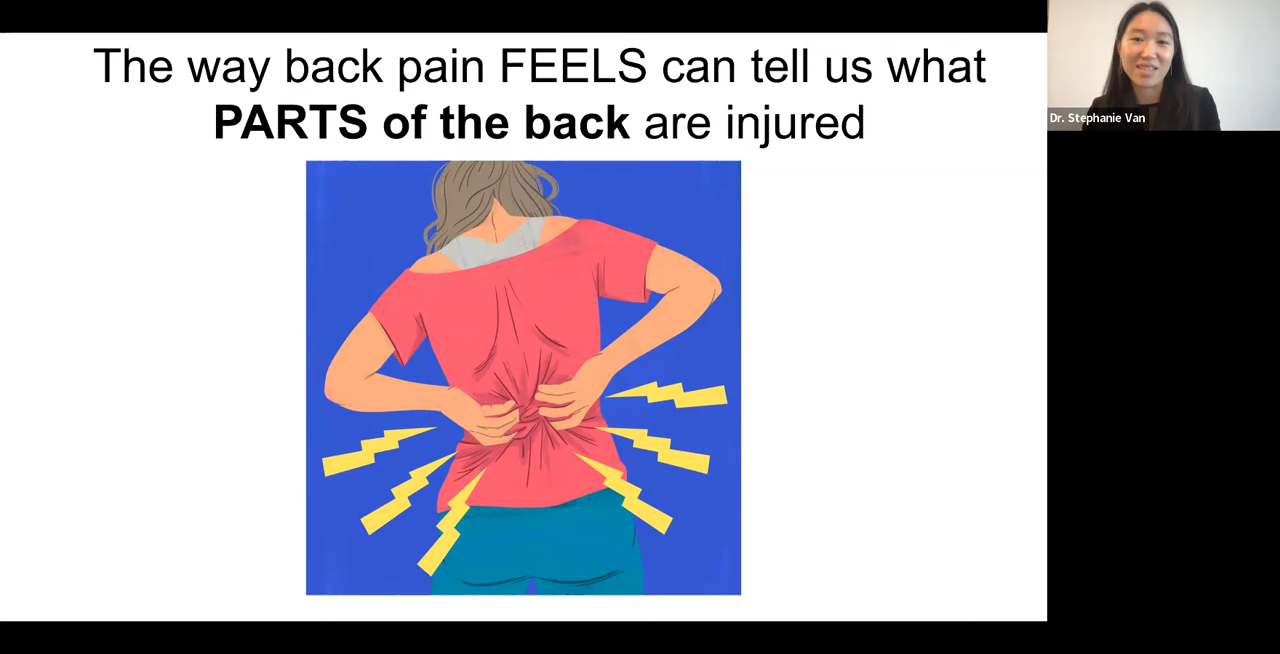 The way back pain FEELS can tell us what
PARTS of the back are injured
Dr. Stephanie Van